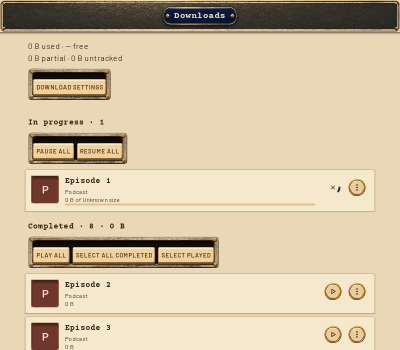 Downloads
0 B used · — free
0 B partial · 0 B untracked
DOWNLOAD SETTINGS
In progress · 1
PAUSE ALL RESUME ALL
P
Episode 1
Podcast
0 B of Unknown size
Completed · 8 · 0 B
PLAY ALL SELECT ALL COMPLETED SELECT PLAYED
P
Episode 2
Podcast
0 B
P
Episode 3
Podcast
0 B